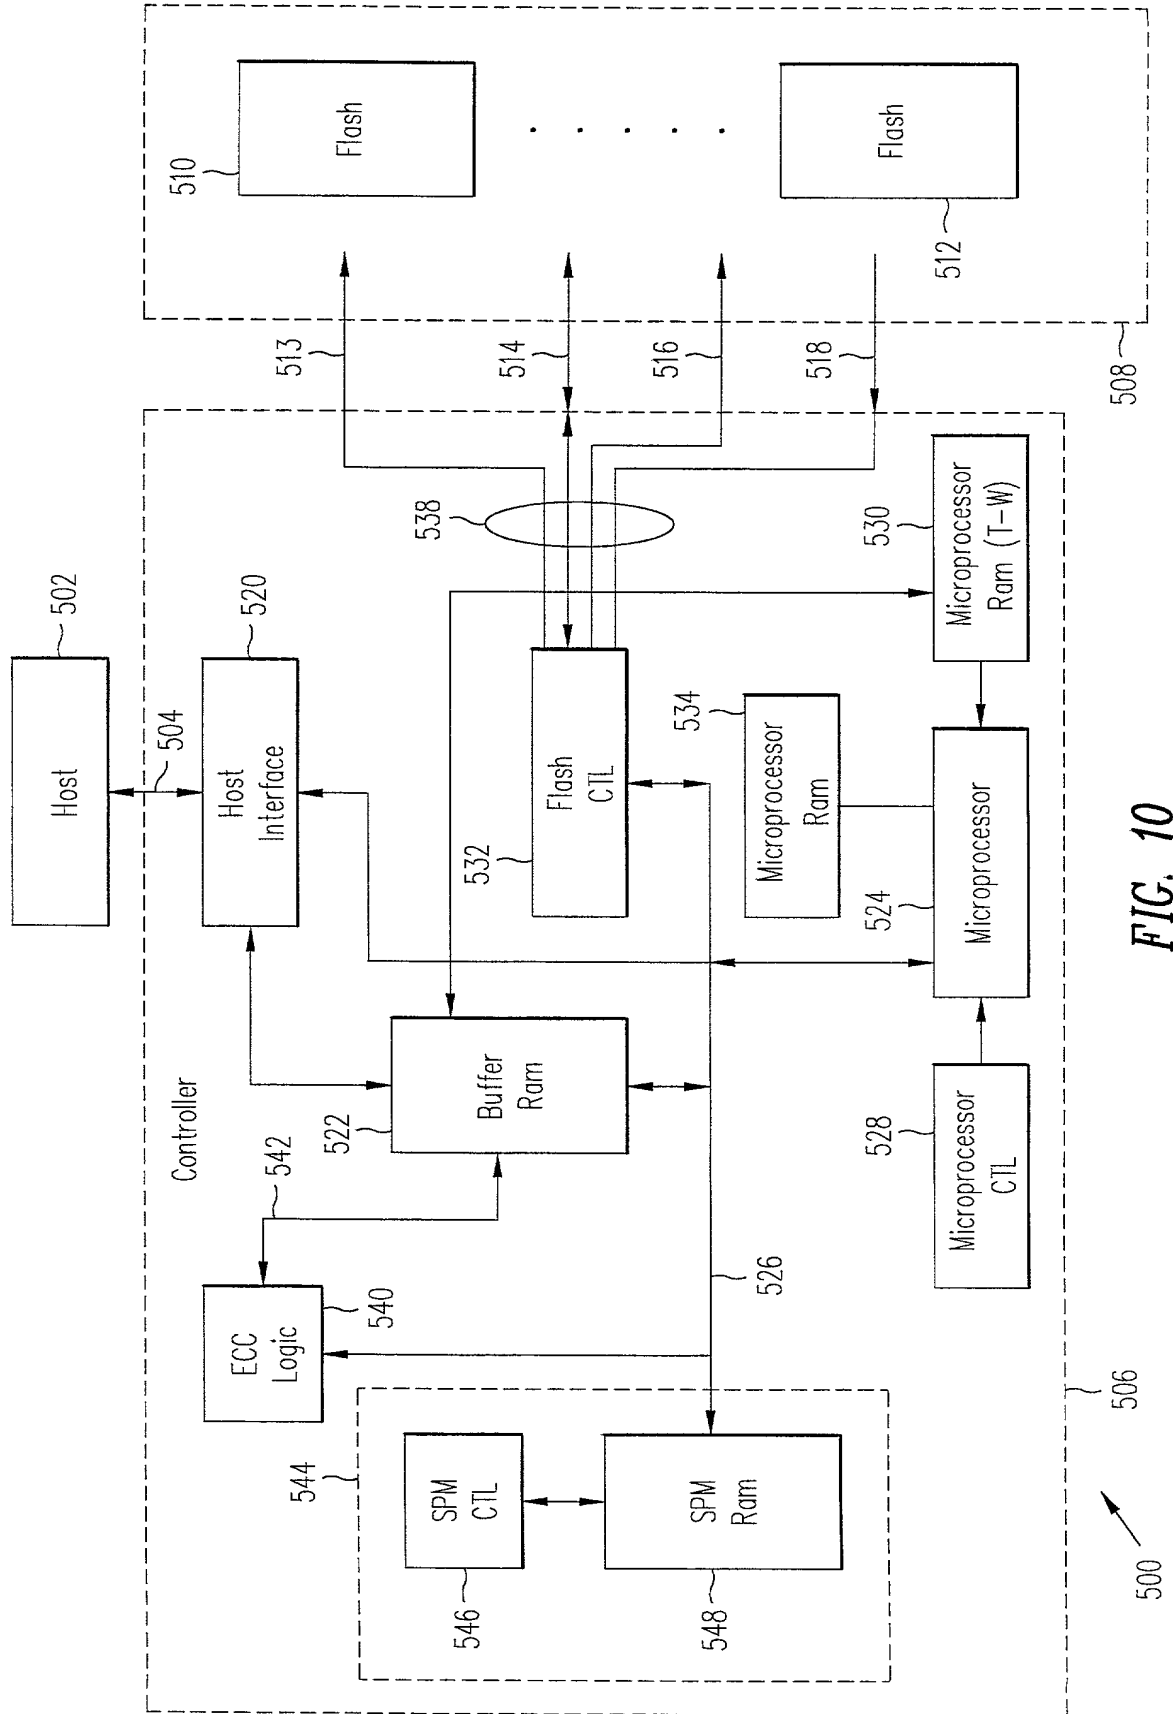 Host
502
504
Host
Interface
520
Controller
ECC
Logic
540
542
Buffer
Ram
522
Flash
CTL
532
538
513
514
516
518
Flash
510
. . . . .
Flash
512
508
544
SPM
CTL
546
SPM
Ram
548
526
Microprocessor
CTL
528
Microprocessor
524
Microprocessor
Ram
534
Microprocessor
Ram (T-W)
530
506
500
FIG. 10